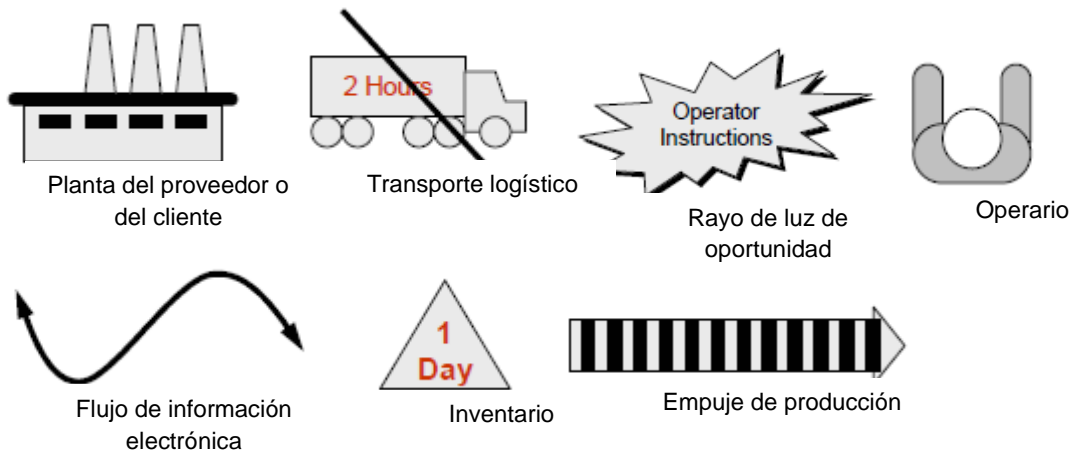 2 Hours
Operator
Instructions
Planta del proveedor o
del cliente
Transporte logístico
Rayo de luz de
oportunidad
Operario
1
Day
Flujo de información
electrónica
Inventario
Empuje de producción